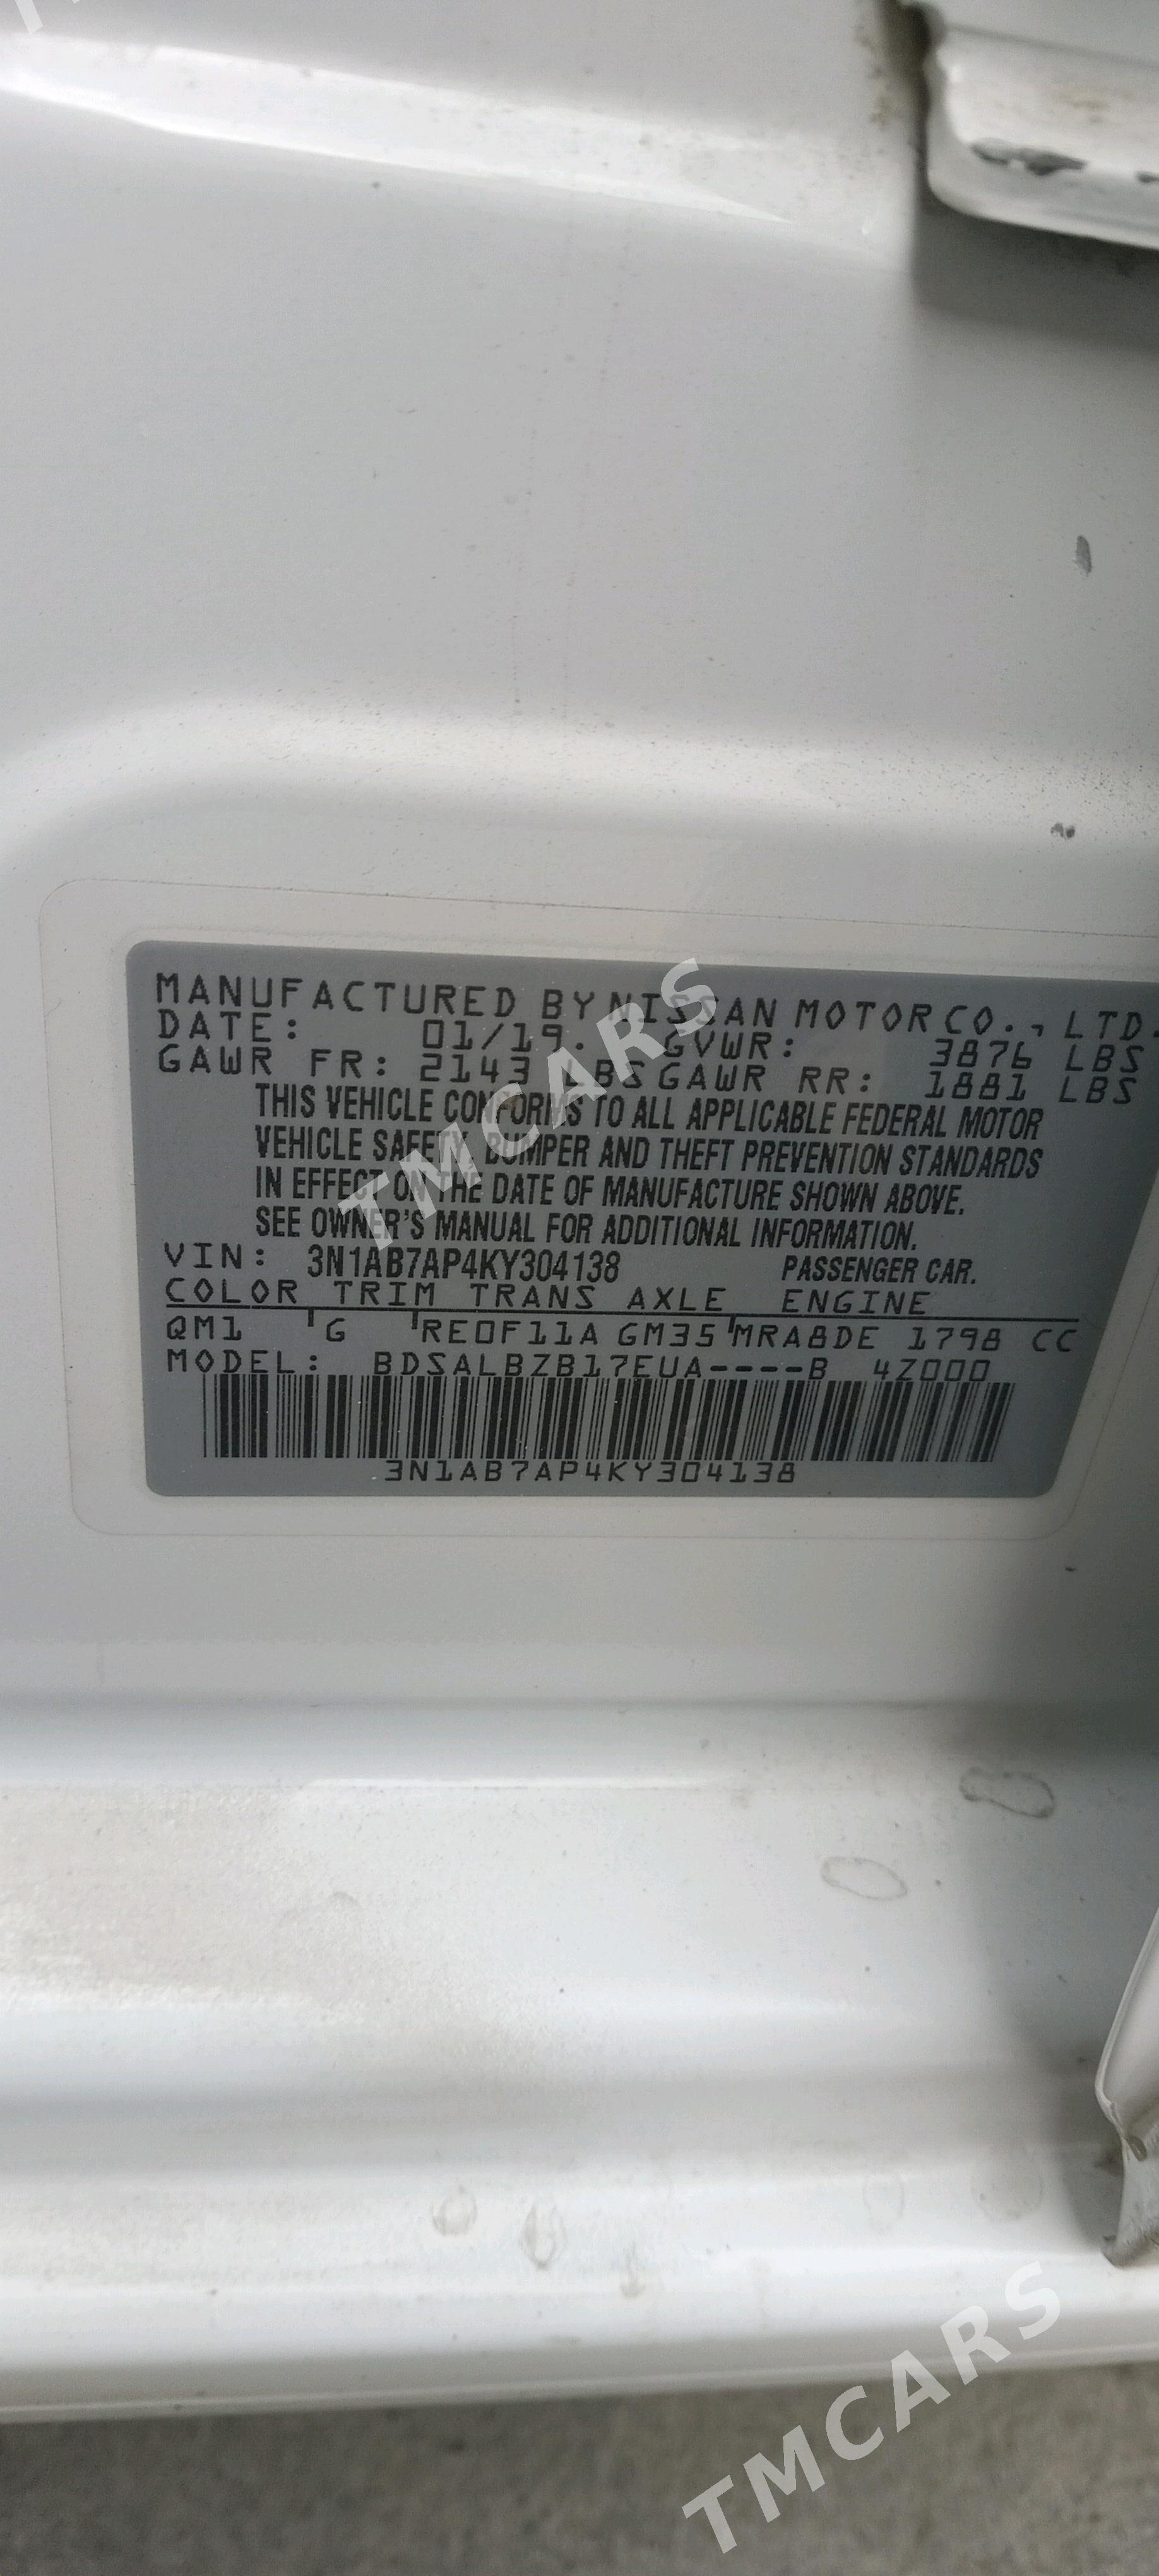 MANUFACTURED BY NISSAN MOTOR CO., LTD.
DATE: 01/19. GVWR: 3876 LBS
GAWR FR: 2143 LBS GAWR RR: 1881 LBS
THIS VEHICLE CONFORMS TO ALL APPLICABLE FEDERAL MOTOR
VEHICLE SAFETY, BUMPER AND THEFT PREVENTION STANDARDS
IN EFFECT ON THE DATE OF MANUFACTURE SHOWN ABOVE.
SEE OWNER'S MANUAL FOR ADDITIONAL INFORMATION.
VIN: 3N1AB7AP4KY304138 PASSENGER CAR.
COLOR TRIM TRANS AXLE ENGINE
QM1 G RE0F11A GM35 MRA8DE 1798 CC
MODEL: BDSALBZB17EUA----B 4Z000
3N1AB7AP4KY304138
TMCARS
TMCARS